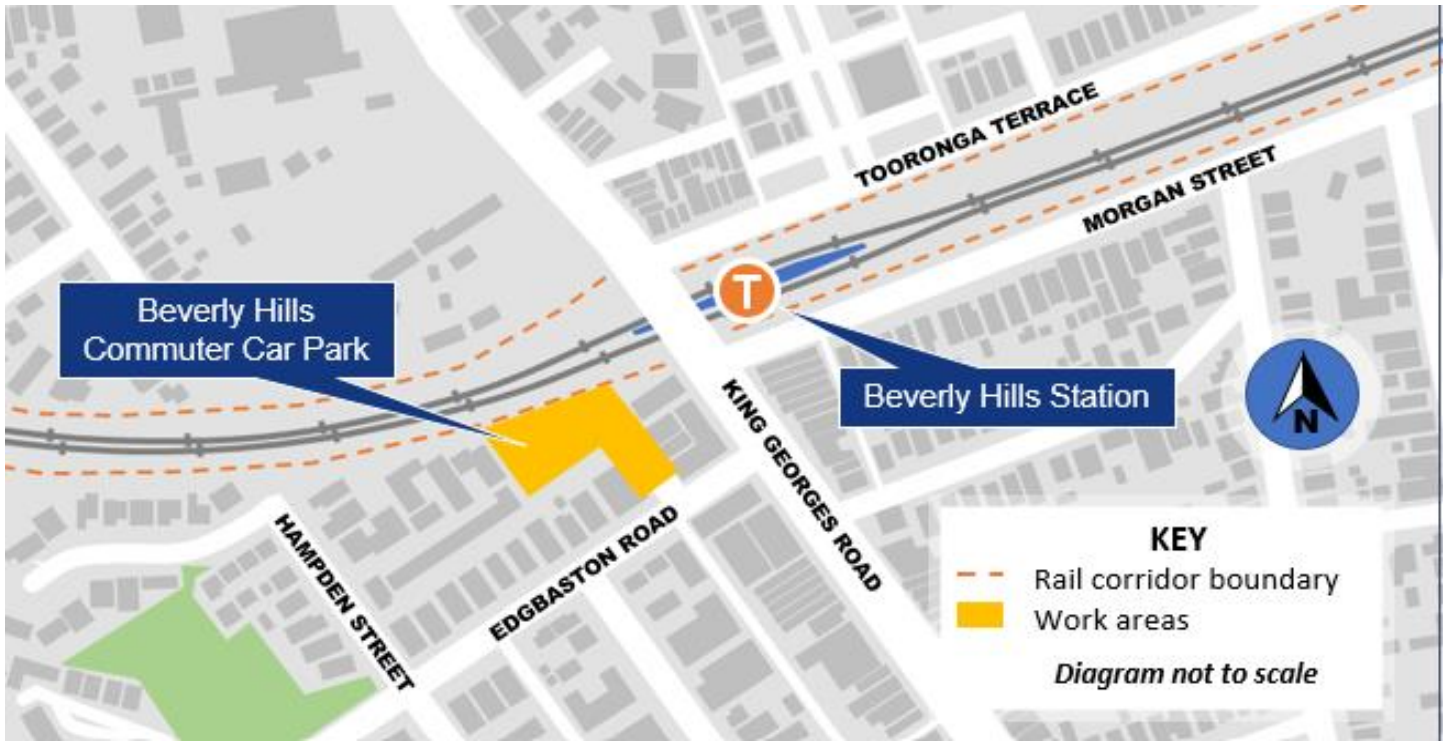 TOORONGA TERRACE
MORGAN STREET
T
Beverly Hills
Commuter Car Park
Beverly Hills Station
N
KING GEORGES ROAD
HAMPDEN STREET
EDGBASTON ROAD
KEY
Rail corridor boundary
Work areas
Diagram not to scale